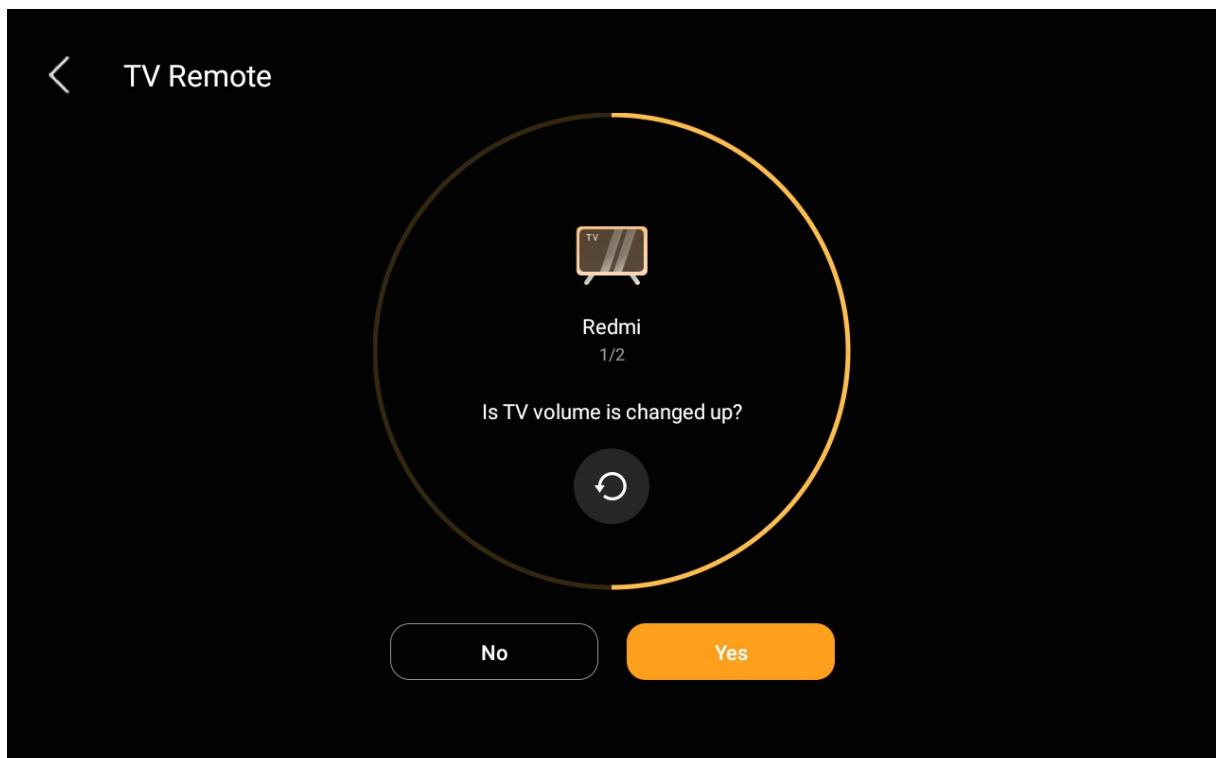 TV Remote
TV
Redmi
1/2
Is TV volume is changed up?
No
Yes